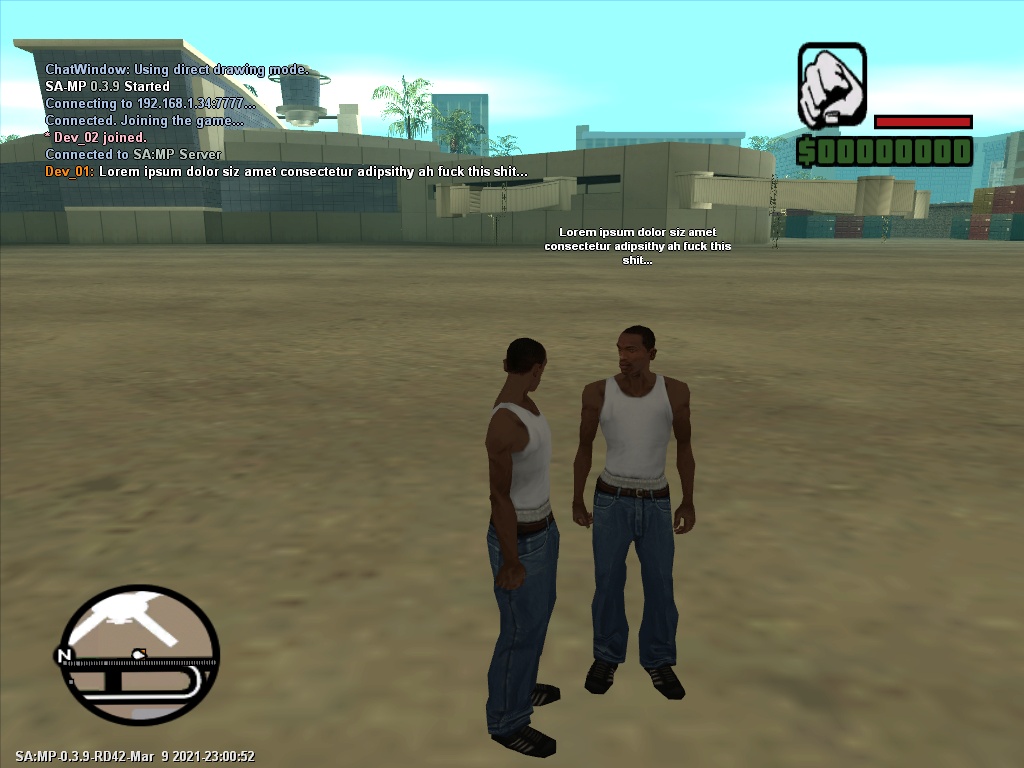 ChatWindow: Using direct drawing mode.
SA-MP 0.3.9 Started
Connecting to 192.168.1.34:7777...
Connected. Joining the game...
* Dev_02 joined.
Connected to SA:MP Server
Dev_01: Lorem ipsum dolor siz amet consectetur adipsithy ah fuck this shit...
Lorem ipsum dolor siz amet
consectetur adipsithy ah fuck this
shit...
$00000000
N
SA:MP-0.3.9-RD42-Mar 9 2021-23:00:52